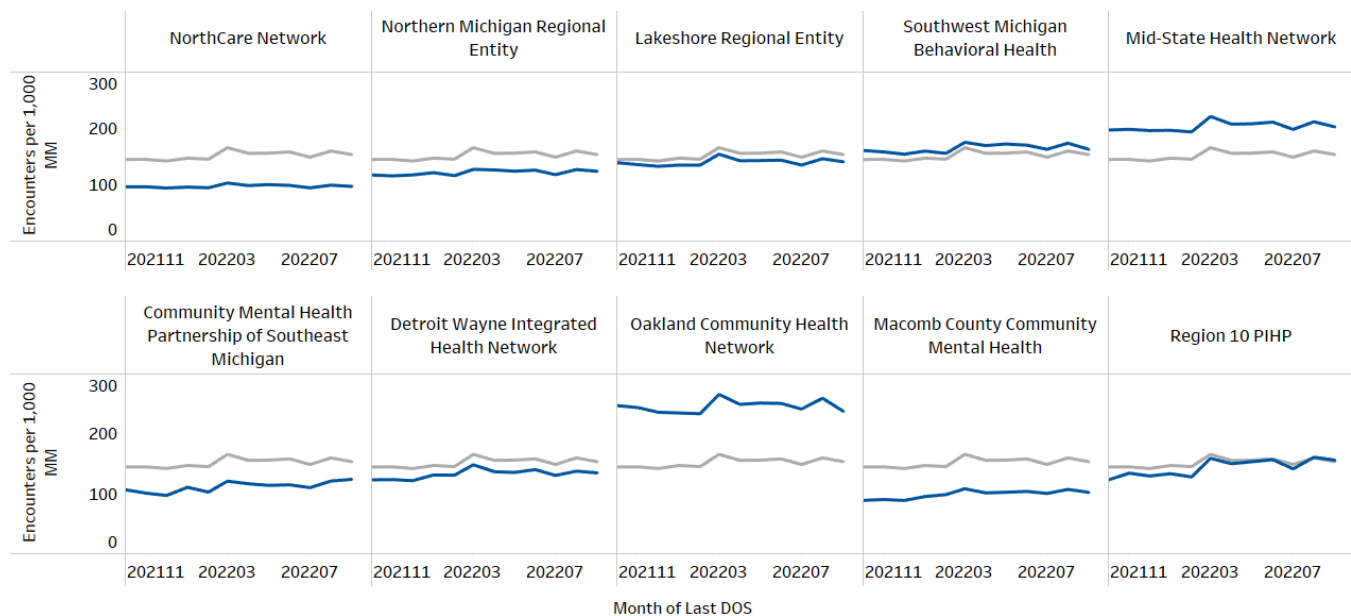 NorthCare Network
Northern Michigan Regional
Entity
Lakeshore Regional Entity
Southwest Michigan
Behavioral Health
Mid-State Health Network
Encounters per 1,000
MM
300
200
100
0
202111 202203 202207
202111 202203 202207
202111 202203 202207
202111 202203 202207
202111 202203 202207
Community Mental Health
Partnership of Southeast
Michigan
Detroit Wayne Integrated
Health Network
Oakland Community Health
Network
Macomb County Community
Mental Health
Region 10 PIHP
Encounters per 1,000
MM
300
200
100
0
202111 202203 202207
202111 202203 202207
202111 202203 202207
202111 202203 202207
202111 202203 202207
Month of Last DOS